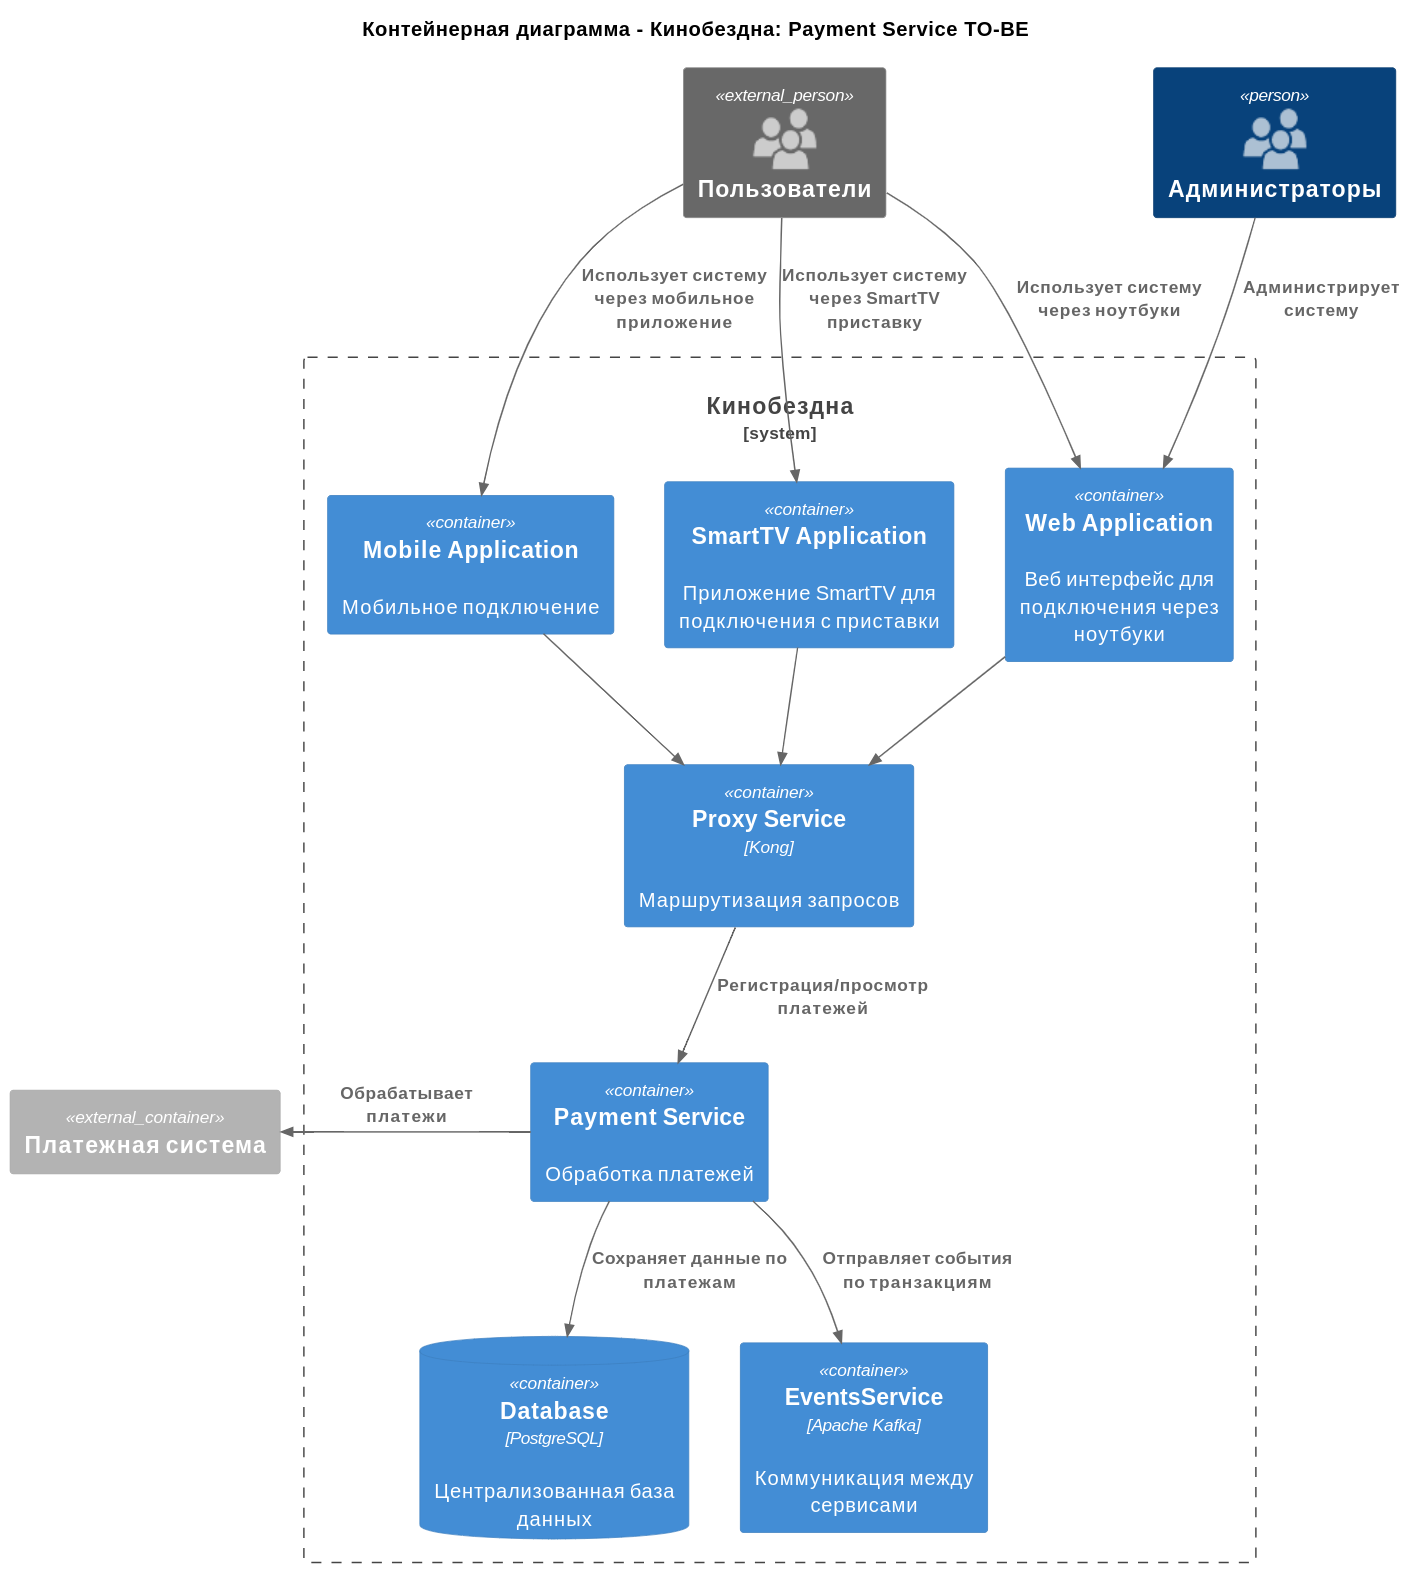 Контейнерная диаграмма - Кинобездна: Payment Service TO-BE
«external_person»
Пользователи
«person»
Администраторы
Использует систему
через мобильное
приложение
Использует систему
через SmartTV
приставку
Использует систему
через ноутбуки
Администрирует
систему
Кинобездна
[system]
«container»
Mobile Application
Мобильное подключение
«container»
SmartTV Application
Приложение SmartTV для
подключения с приставки
«container»
Web Application
Веб интерфейс для
подключения через
ноутбуки
«container»
Proxy Service
[Kong]
Маршрутизация запросов
Регистрация/просмотр
платежей
«external_container»
Платежная система
Обрабатывает
платежи
«container»
Payment Service
Обработка платежей
Сохраняет данные по
платежам
Отправляет события
по транзакциям
«container»
Database
[PostgreSQL]
Централизованная база
данных
«container»
EventsService
[Apache Kafka]
Коммуникация между
сервисами